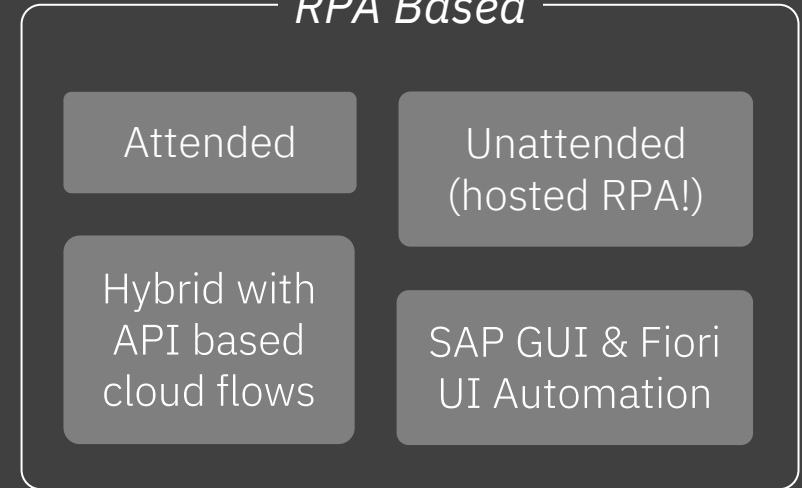 RPA Based
Attended
Unattended
(hosted RPA!)
Hybrid with
API based
cloud flows
SAP GUI & Fiori
UI Automation